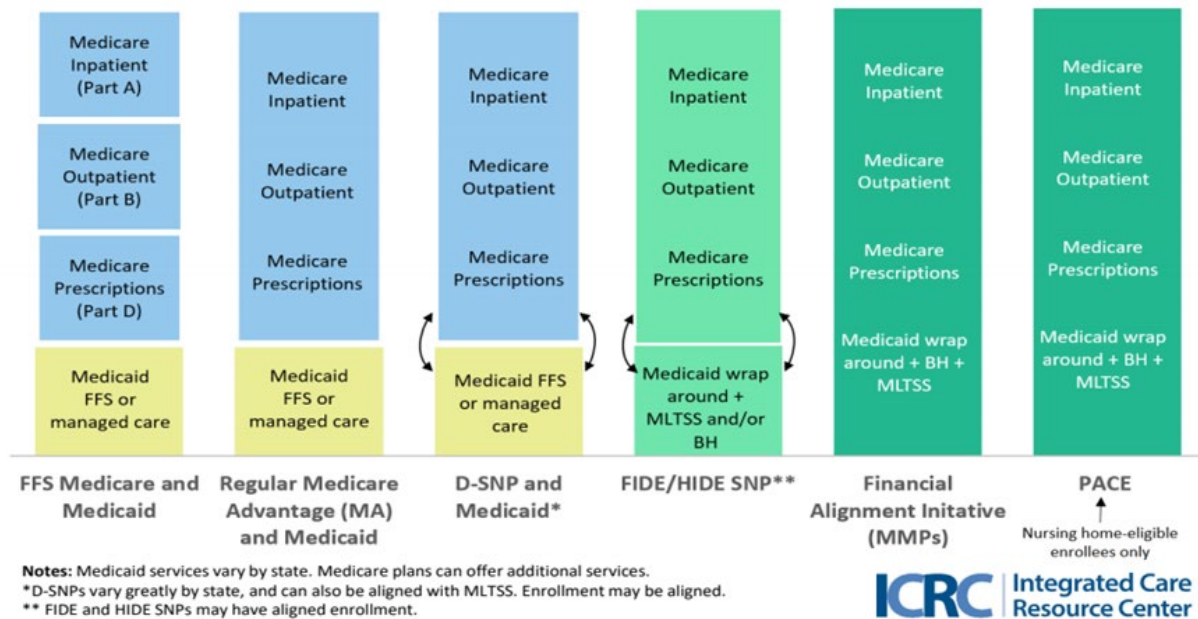 Medicare
Inpatient
(Part A)
Medicare
Outpatient
(Part B)
Medicare
Prescriptions
(Part D)
Medicaid
FFS or
managed care
FFS Medicare and
Medicaid
Medicare
Inpatient
Medicare
Outpatient
Medicare
Prescriptions
Medicaid
FFS or
managed care
Regular Medicare
Advantage (MA)
and Medicaid
Medicare
Inpatient
Medicare
Outpatient
Medicare
Prescriptions
Medicaid FFS
or managed
care
D-SNP and
Medicaid*
Medicare
Inpatient
Medicare
Outpatient
Medicare
Prescriptions
Medicaid wrap
around +
MLTSS and/or
BH
FIDE/HIDE SNP**
Medicare
Inpatient
Medicare
Outpatient
Medicare
Prescriptions
Medicaid wrap
around + BH +
MLTSS
Financial
Alignment Initative
(MMPs)
Medicare
Inpatient
Medicare
Outpatient
Medicare
Prescriptions
Medicaid wrap
around + BH +
MLTSS
PACE
Nursing home-eligible
enrollees only
Notes: Medicaid services vary by state. Medicare plans can offer additional services.
*D-SNPs vary greatly by state, and can also be aligned with MLTSS. Enrollment may be aligned.
** FIDE and HIDE SNPs may have aligned enrollment.
ICRC Integrated Care
Resource Center